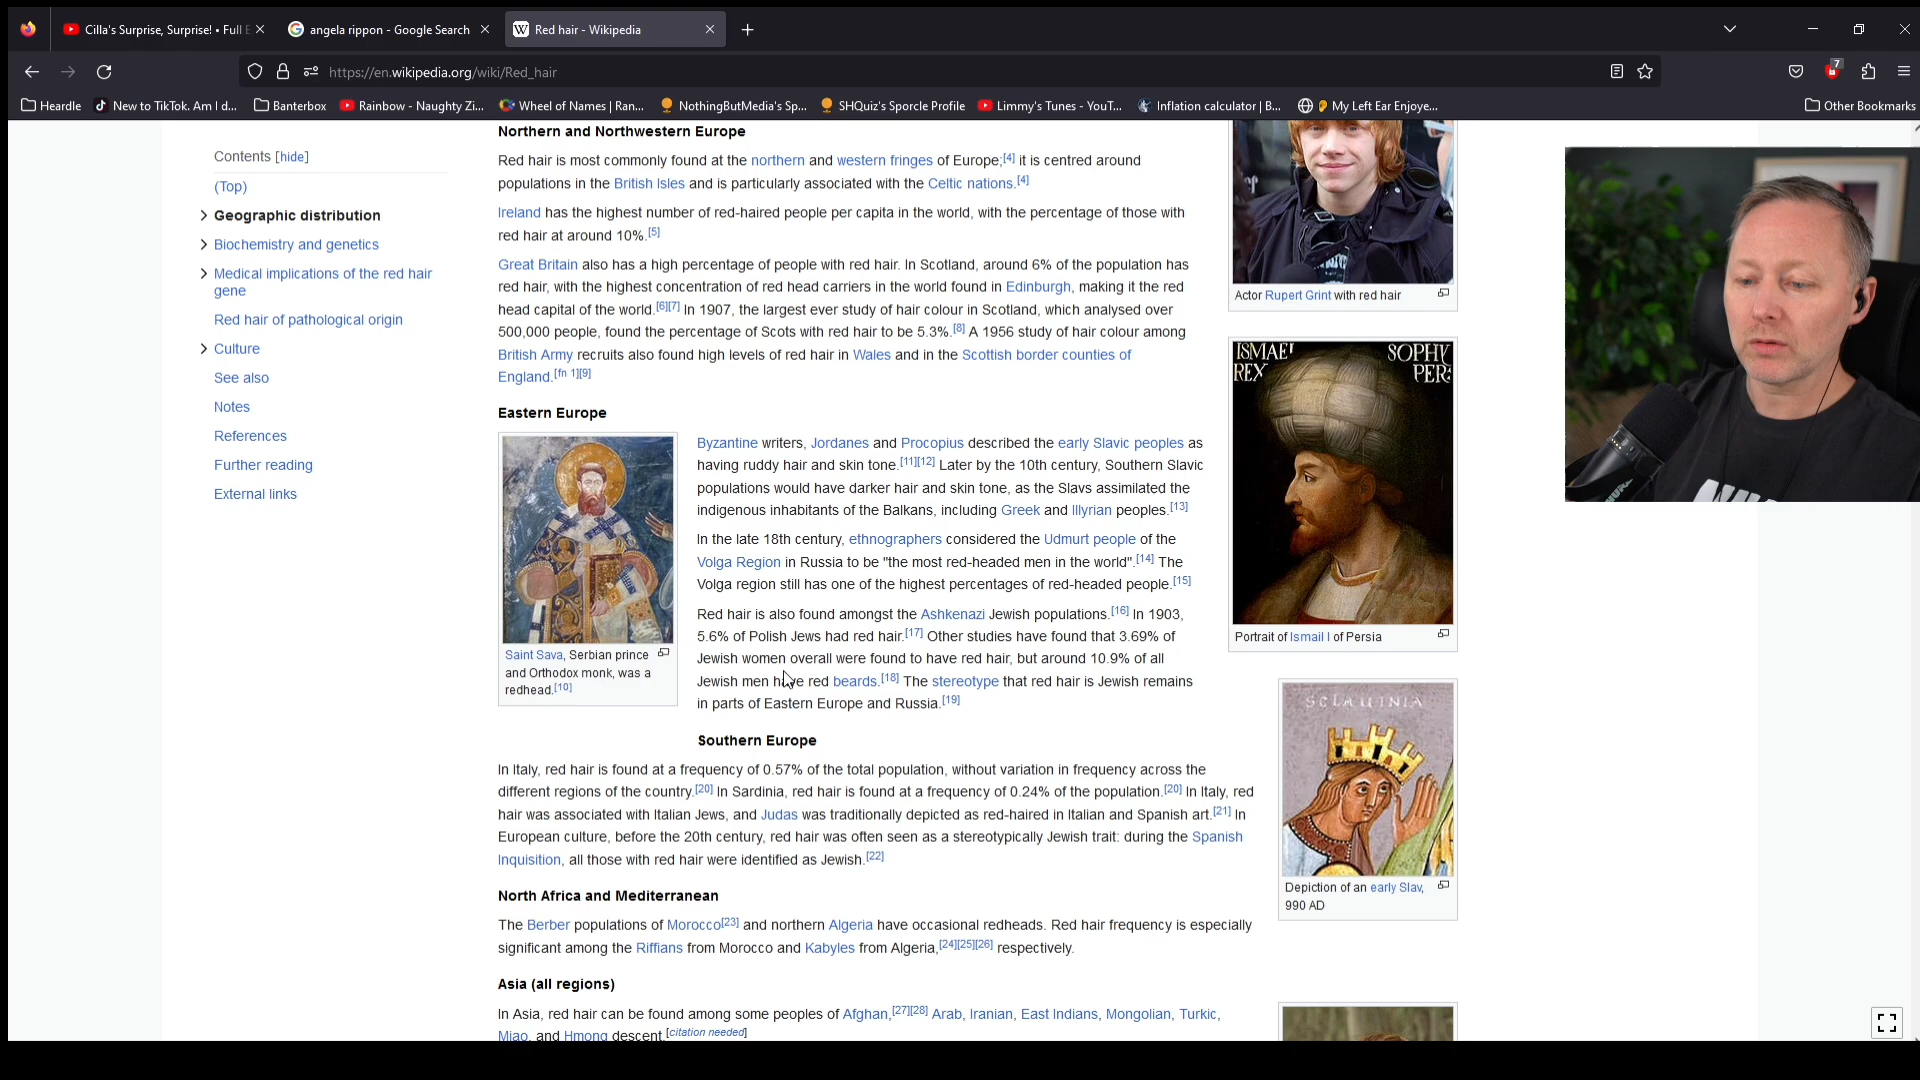 Cilla's Surprise, Surprise! • Full E
angela rippon - Google Search
Red hair - Wikipedia
https://en.wikipedia.org/wiki/Red_hair
7
Heardle
New to TikTok. Am I d...
Banterbox
Rainbow - Naughty Zi...
Wheel of Names | Ran...
NothingButMedia's Sp...
SHQuiz's Sporcle Profile
Limmy's Tunes - YouT...
Inflation calculator | B...
My Left Ear Enjoye...
Other Bookmarks
Contents [hide]
(Top)
Geographic distribution
Biochemistry and genetics
Medical implications of the red hair
gene
Red hair of pathological origin
Culture
See also
Notes
References
Further reading
External links
Northern and Northwestern Europe
Red hair is most commonly found at the northern and western fringes of Europe;[4] it is centred around
populations in the British Isles and is particularly associated with the Celtic nations.[4]
Ireland has the highest number of red-haired people per capita in the world, with the percentage of those with
red hair at around 10%.[5]
Great Britain also has a high percentage of people with red hair. In Scotland, around 6% of the population has
red hair, with the highest concentration of red head carriers in the world found in Edinburgh, making it the red
head capital of the world.[6][7] In 1907, the largest ever study of hair colour in Scotland, which analysed over
500,000 people, found the percentage of Scots with red hair to be 5.3%.[8] A 1956 study of hair colour among
British Army recruits also found high levels of red hair in Wales and in the Scottish border counties of
England.[fn 1][9]
Eastern Europe
Saint Sava, Serbian prince
and Orthodox monk, was a
redhead.[10]
Byzantine writers, Jordanes and Procopius described the early Slavic peoples as
having ruddy hair and skin tone.[11][12] Later by the 10th century, Southern Slavic
populations would have darker hair and skin tone, as the Slavs assimilated the
indigenous inhabitants of the Balkans, including Greek and Illyrian peoples.[13]
In the late 18th century, ethnographers considered the Udmurt people of the
Volga Region in Russia to be "the most red-headed men in the world".[14] The
Volga region still has one of the highest percentages of red-headed people.[15]
Red hair is also found amongst the Ashkenazi Jewish populations.[16] In 1903,
5.6% of Polish Jews had red hair.[17] Other studies have found that 3.69% of
Jewish women overall were found to have red hair, but around 10.9% of all
Jewish men have red beards.[18] The stereotype that red hair is Jewish remains
in parts of Eastern Europe and Russia.[19]
Southern Europe
In Italy, red hair is found at a frequency of 0.57% of the total population, without variation in frequency across the
different regions of the country.[20] In Sardinia, red hair is found at a frequency of 0.24% of the population.[20] In Italy, red
hair was associated with Italian Jews, and Judas was traditionally depicted as red-haired in Italian and Spanish art.[21] In
European culture, before the 20th century, red hair was often seen as a stereotypically Jewish trait: during the Spanish
Inquisition, all those with red hair were identified as Jewish.[22]
North Africa and Mediterranean
The Berber populations of Morocco[23] and northern Algeria have occasional redheads. Red hair frequency is especially
significant among the Riffians from Morocco and Kabyles from Algeria,[24][25][26] respectively.
Asia (all regions)
In Asia, red hair can be found among some peoples of Afghan,[27][28] Arab, Iranian, East Indians, Mongolian, Turkic,
Miao, and Hmong descent.[citation needed]
Actor Rupert Grint with red hair
ISMAEL SOPHY
REX PER
Portrait of Ismail I of Persia
SCLAUINIA
Depiction of an early Slav,
990 AD